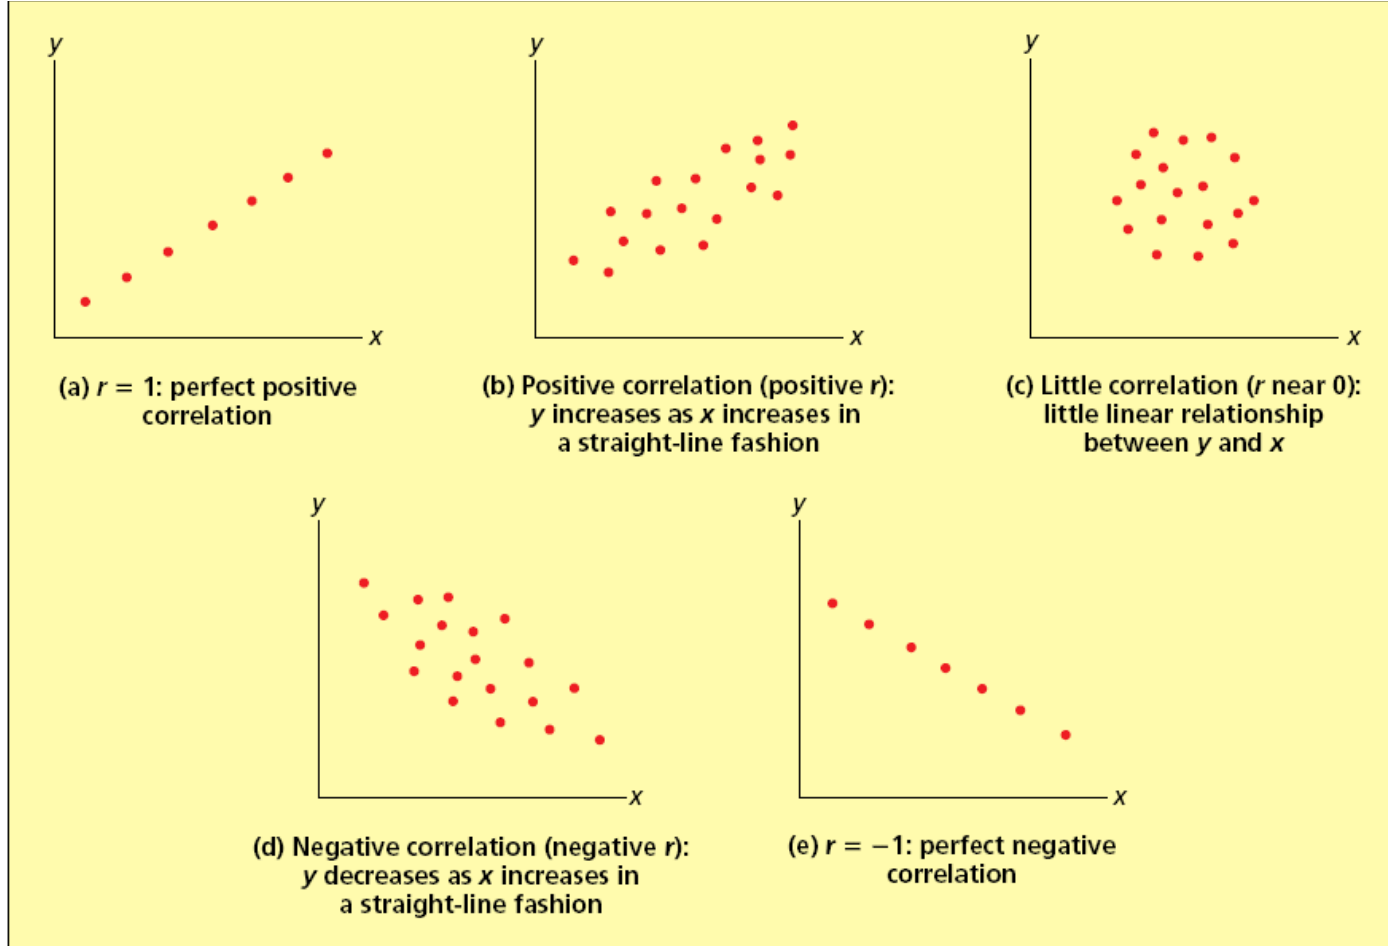 y
x
(a) r = 1: perfect positive
correlation
y
x
(b) Positive correlation (positive r):
y increases as x increases in
a straight-line fashion
y
x
(c) Little correlation (r near 0):
little linear relationship
between y and x
y
x
(d) Negative correlation (negative r):
y decreases as x increases in
a straight-line fashion
y
x
(e) r = −1: perfect negative
correlation